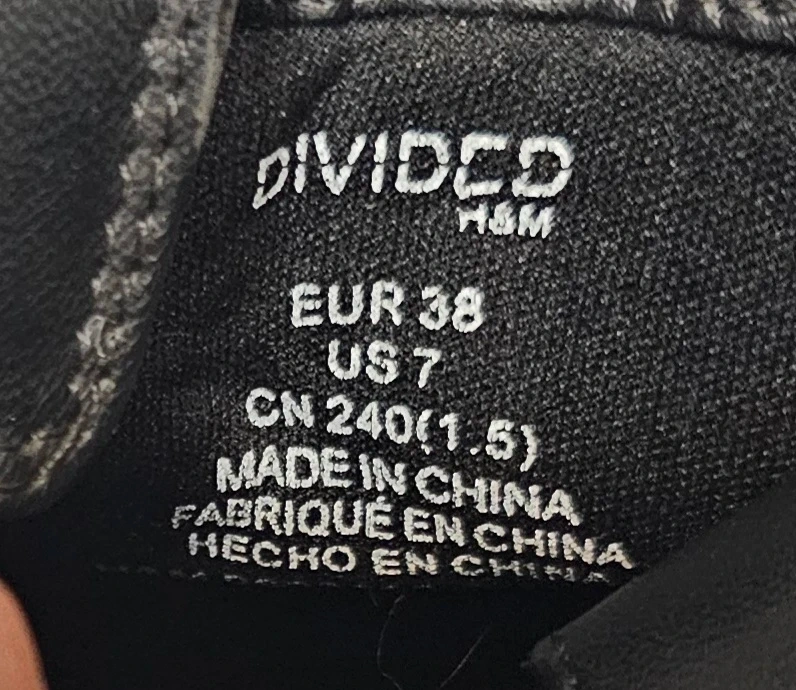 DIVIDED
H&M
EUR 38
US 7
CN 240(1.5)
MADE IN CHINA
FABRIQUÉ EN CHINA
HECHO EN CHINA